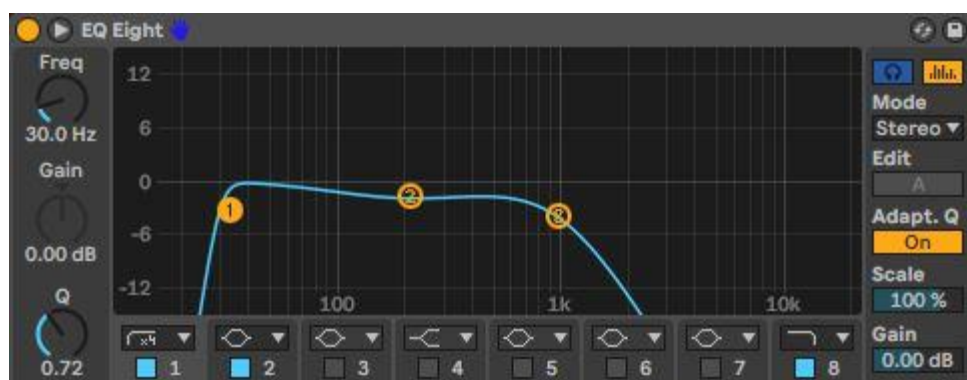 EQ Eight
Freq
30.0 Hz
Gain
0.00 dB
Q
0.72
12
6
0
-6
-12
100
1k
10k
1
2
8
x4
1
2
3
4
5
6
7
8
Mode
Stereo
Edit
A
Adapt. Q
On
Scale
100 %
Gain
0.00 dB